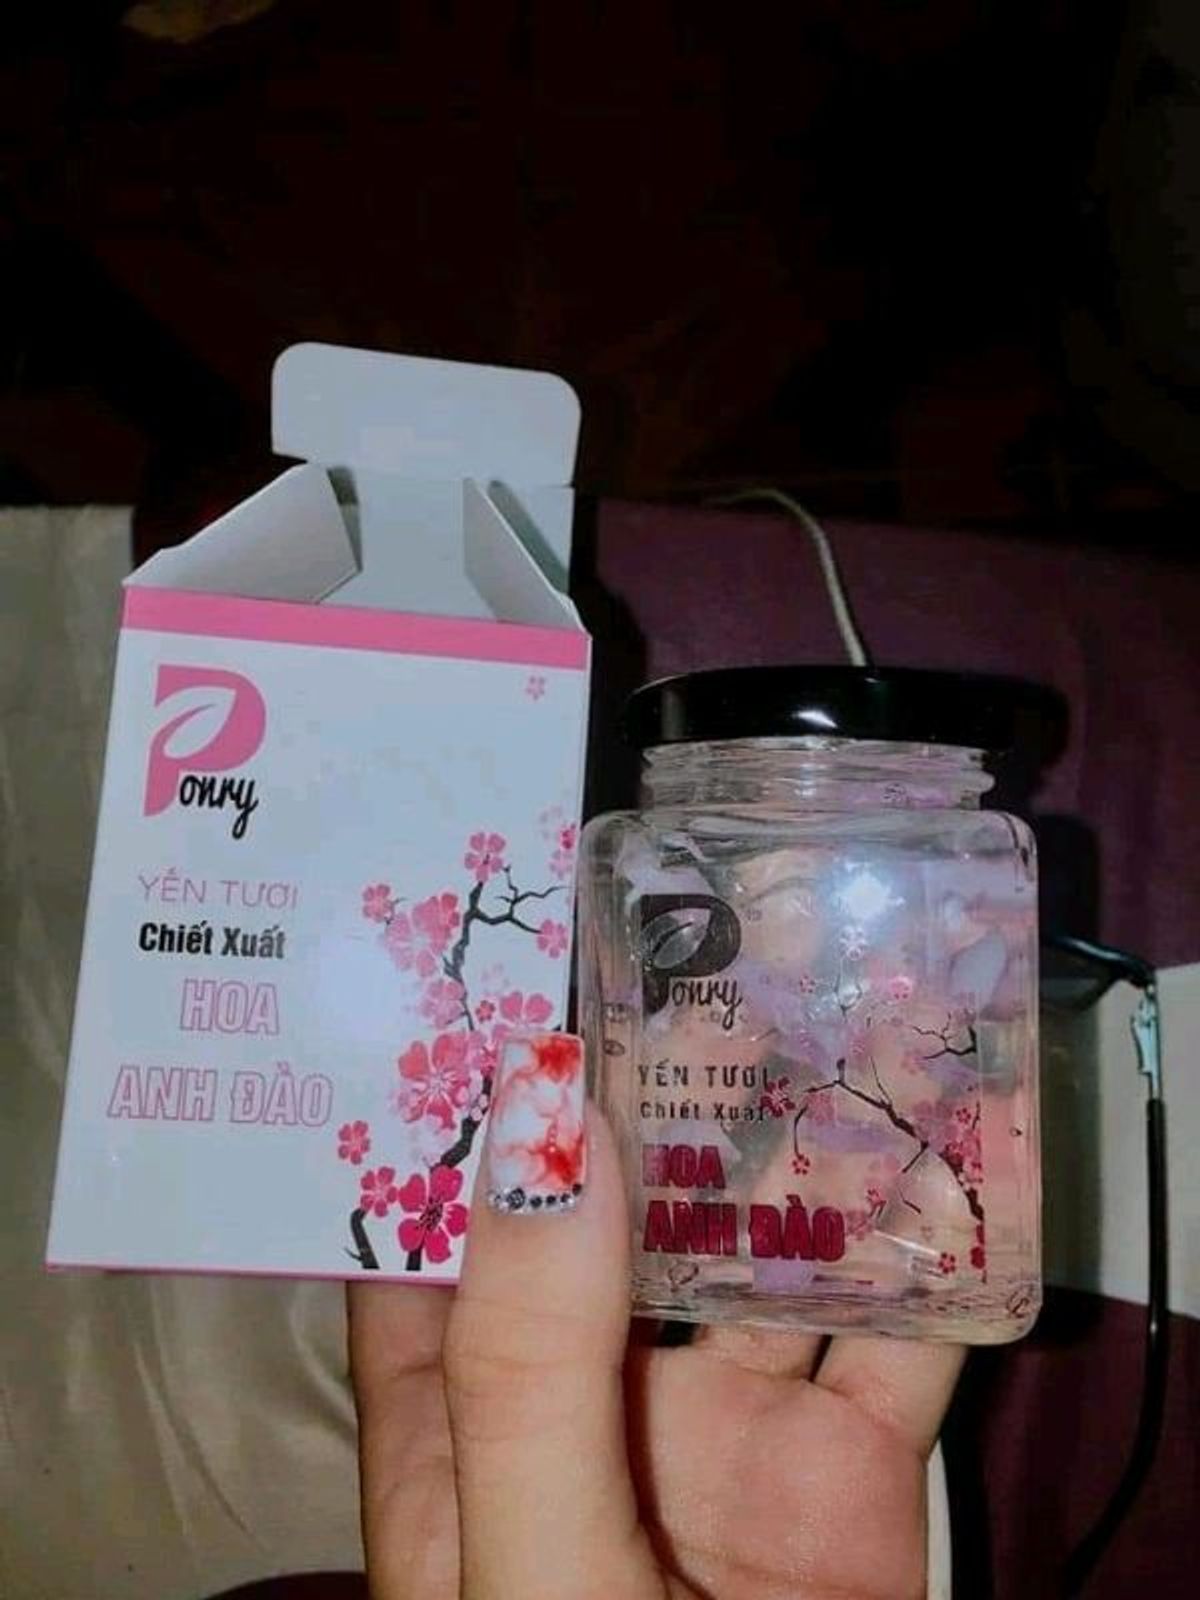 Ponry
YẾN TƯƠI
Chiết Xuất
HOA
ANH ĐÀO
Ponry
YẾN TƯƠI
Chiết Xuất
HOA
ANH ĐÀO